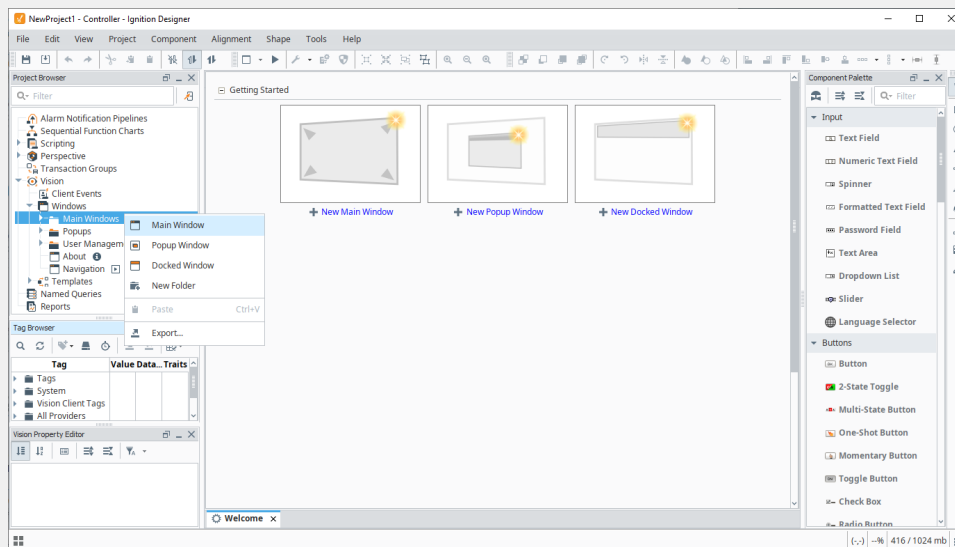 NewProject1 - Controller - Ignition Designer
File Edit View Project Component Alignment Shape Tools Help
Project Browser
Filter
Alarm Notification Pipelines
Sequential Function Charts
Scripting
Perspective
Transaction Groups
Vision
Client Events
Windows
Main Windows
Popups
User Managem
About
Navigation
Templates
Named Queries
Reports
Main Window
Popup Window
Docked Window
New Folder
Paste Ctrl+V
Export...
Tag Browser
Tag Value Data... Traits
Tags
System
Vision Client Tags
All Providers
Vision Property Editor
Getting Started
New Main Window New Popup Window New Docked Window
Welcome
Component Palette
Filter
Input
Text Field
Numeric Text Field
Spinner
Formatted Text Field
Password Field
Text Area
Dropdown List
Slider
Language Selector
Buttons
Button
2-State Toggle
Multi-State Button
One-Shot Button
Momentary Button
Toggle Button
Check Box
Radio Button
(-,-) --% 416 / 1024 mb